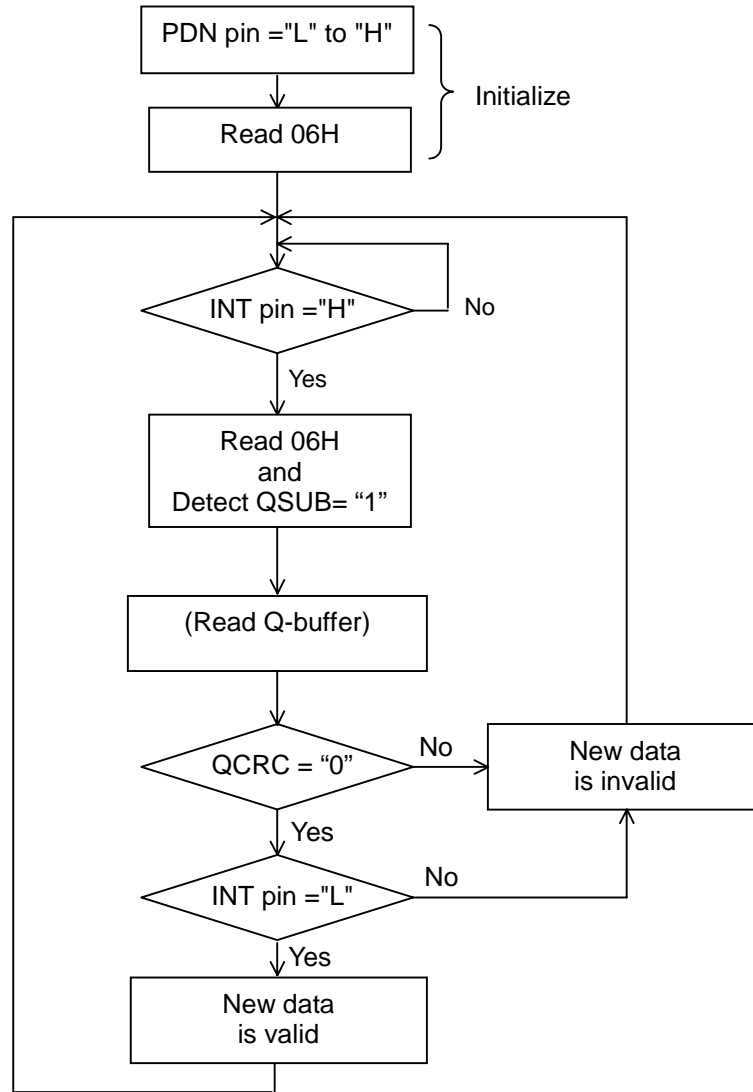 PDN pin ="L" to "H"
Initialize
Read 06H
INT pin ="H"
No
Yes
Read 06H
and
Detect QSUB= “1”
(Read Q-buffer)
QCRC = “0”
No
New data
is invalid
Yes
INT pin ="L"
No
Yes
New data
is valid